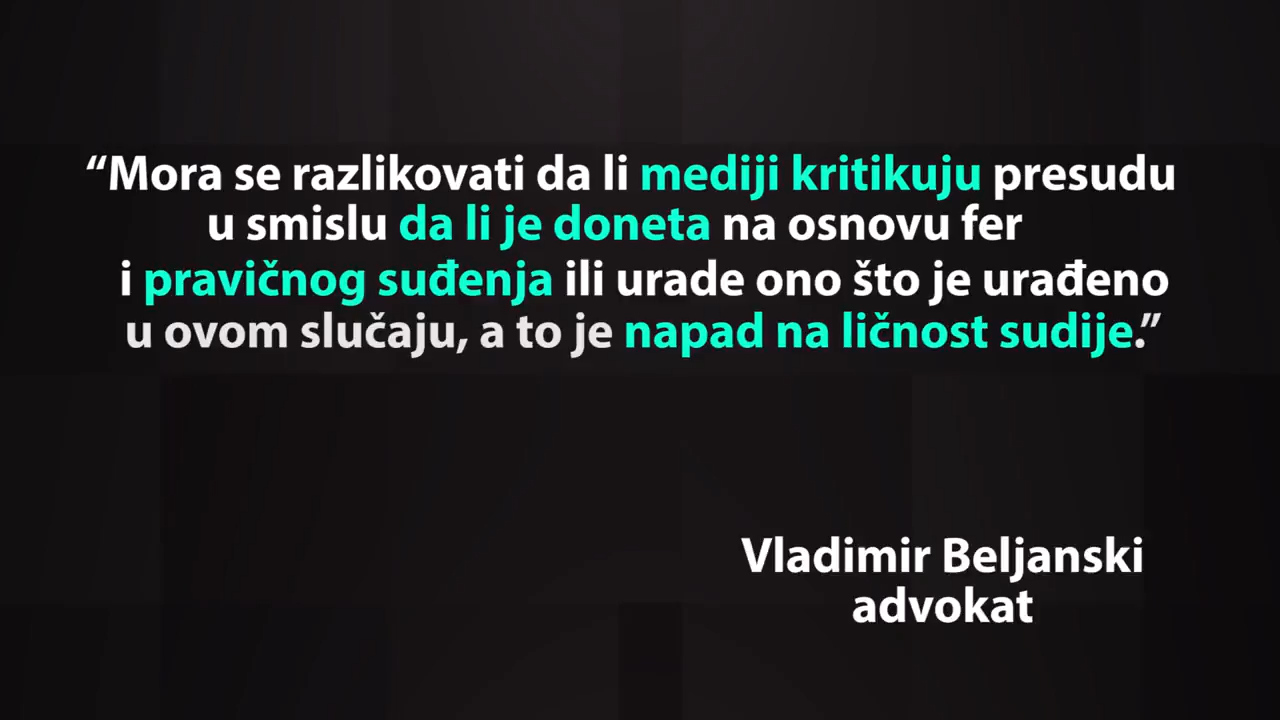 “Mora se razlikovati da li mediji kritikuju presudu
u smislu da li je doneta na osnovu fer
i pravičnog suđenja ili urade ono što je urađeno
u ovom slučaju, a to je napad na ličnost sudije.”
Vladimir Beljanski
advokat